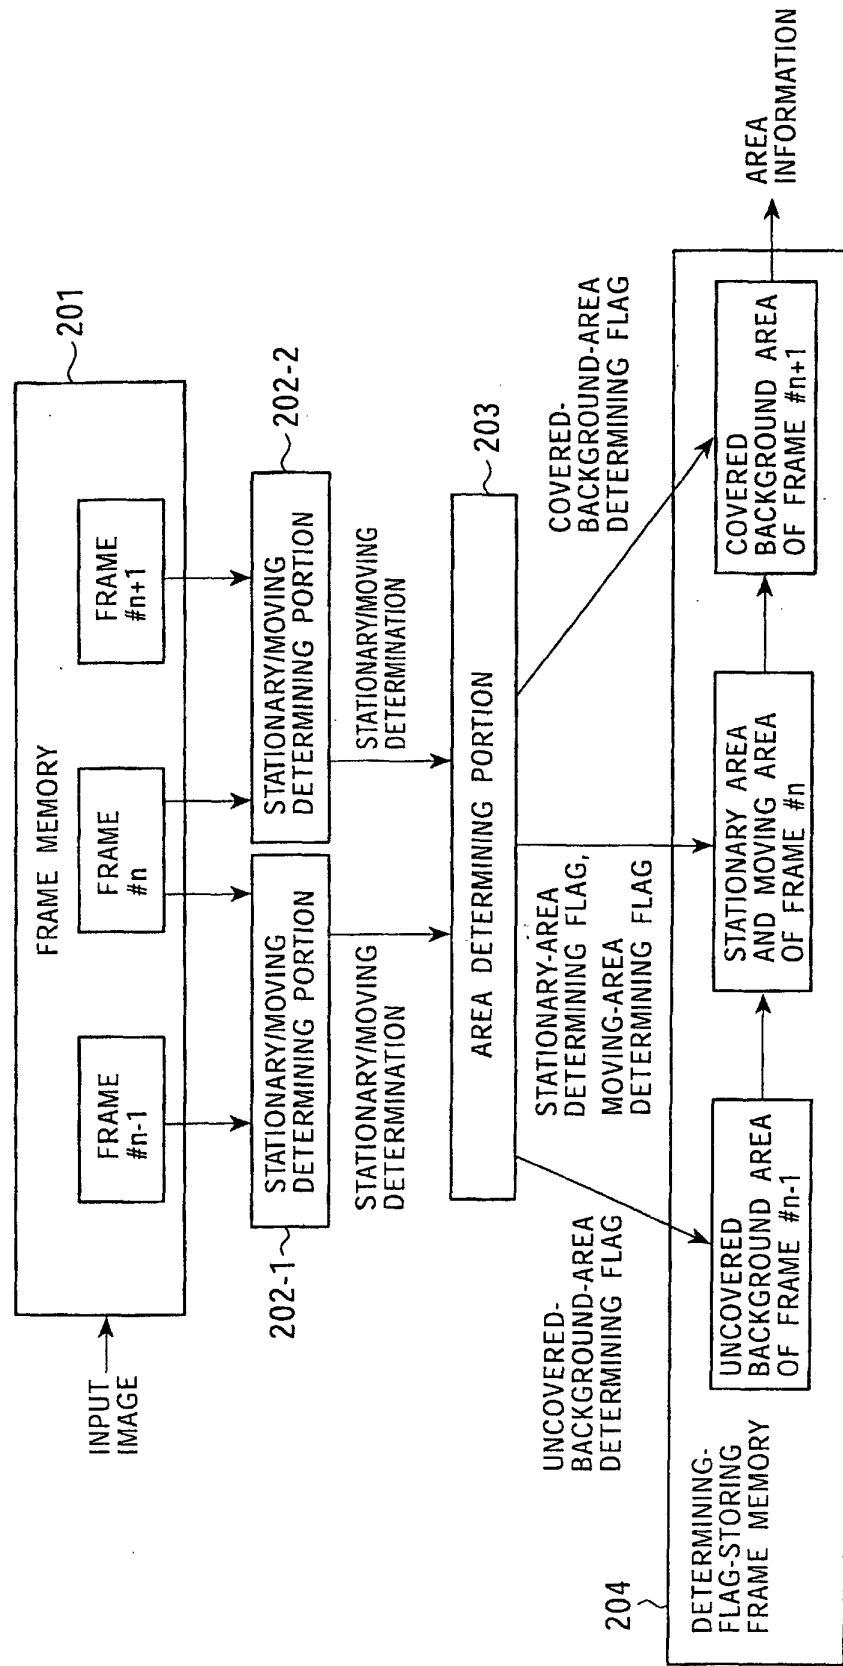 INPUT
IMAGE
FRAME MEMORY
201
FRAME
#n-1
FRAME
#n
FRAME
#n+1
202-1
STATIONARY/MOVING
DETERMINING PORTION
202-2
STATIONARY/MOVING
DETERMINING PORTION
STATIONARY/MOVING
DETERMINATION
STATIONARY/MOVING
DETERMINATION
203
AREA DETERMINING PORTION
UNCOVERED-
BACKGROUND-AREA
DETERMINING FLAG
STATIONARY-AREA
DETERMINING FLAG,
MOVING-AREA
DETERMINING FLAG
COVERED-
BACKGROUND-AREA
DETERMINING FLAG
204
DETERMINING-
FLAG-STORING
FRAME MEMORY
UNCOVERED
BACKGROUND AREA
OF FRAME #n-1
STATIONARY AREA
AND MOVING AREA
OF FRAME #n
COVERED
BACKGROUND AREA
OF FRAME #n+1
AREA
INFORMATION